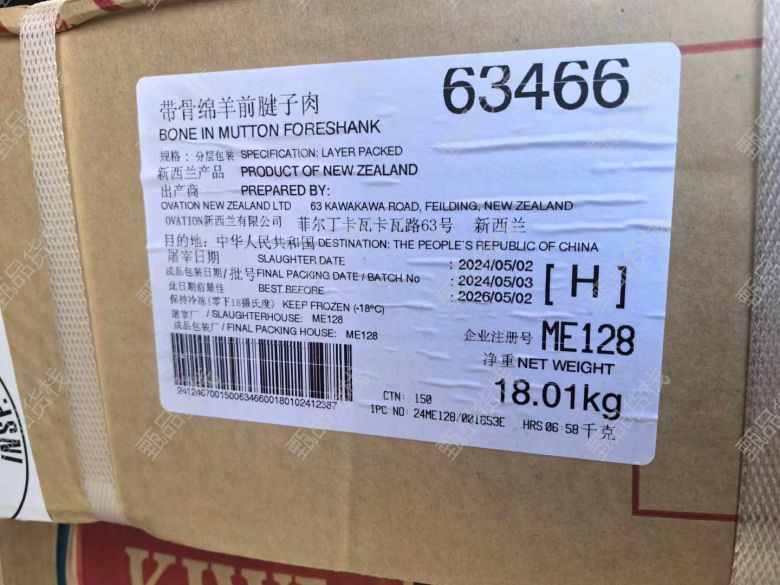 63466
带骨绵羊前腱子肉
BONE IN MUTTON FORESHANK
规格：分层包装 SPECIFICATION: LAYER PACKED
新西兰产品 PRODUCT OF NEW ZEALAND
出产商 PREPARED BY:
OVATION NEW ZEALAND LTD 63 KAWAKAWA ROAD, FEILDING, NEW ZEALAND
OVATION新西兰有限公司 菲尔丁卡瓦卡瓦路63号 新西兰
目的地：中华人民共和国 DESTINATION: THE PEOPLE'S REPUBLIC OF CHINA
屠宰日期 SLAUGHTER DATE : 2024/05/02
成品包装日期/批号 FINAL PACKING DATE / BATCH No : 2024/05/03
此日期前最佳 BEST BEFORE : 2026/05/02
[H]
保持冷冻(零下18摄氏度) KEEP FROZEN (-18°C)
屠宰厂 / SLAUGHTERHOUSE: ME128
成品包装厂 / FINAL PACKING HOUSE: ME128
企业注册号 ME128
净重 NET WEIGHT
18.01kg
千克
CTN: 150
IPC NO: 24ME128/001653E HRS 06:58
INSP
KIWI
甄品货栈